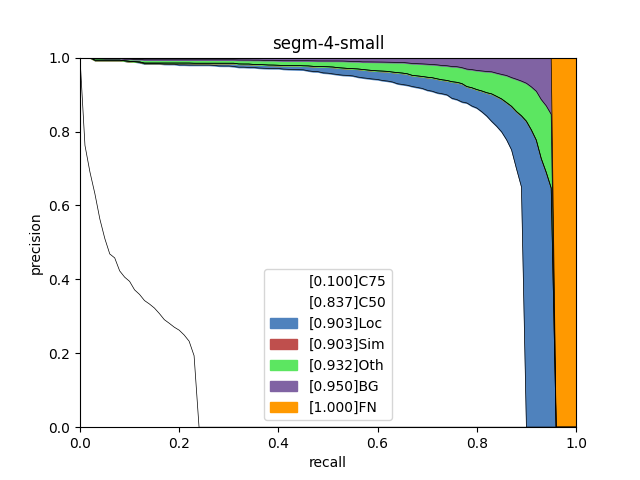 segm-4-small
1.0
0.8
0.6
0.4
0.2
0.0
precision
[0.100]C75
[0.837]C50
[0.903]Loc
[0.903]Sim
[0.932]Oth
[0.950]BG
[1.000]FN
0.0 0.2 0.4 0.6 0.8 1.0
recall